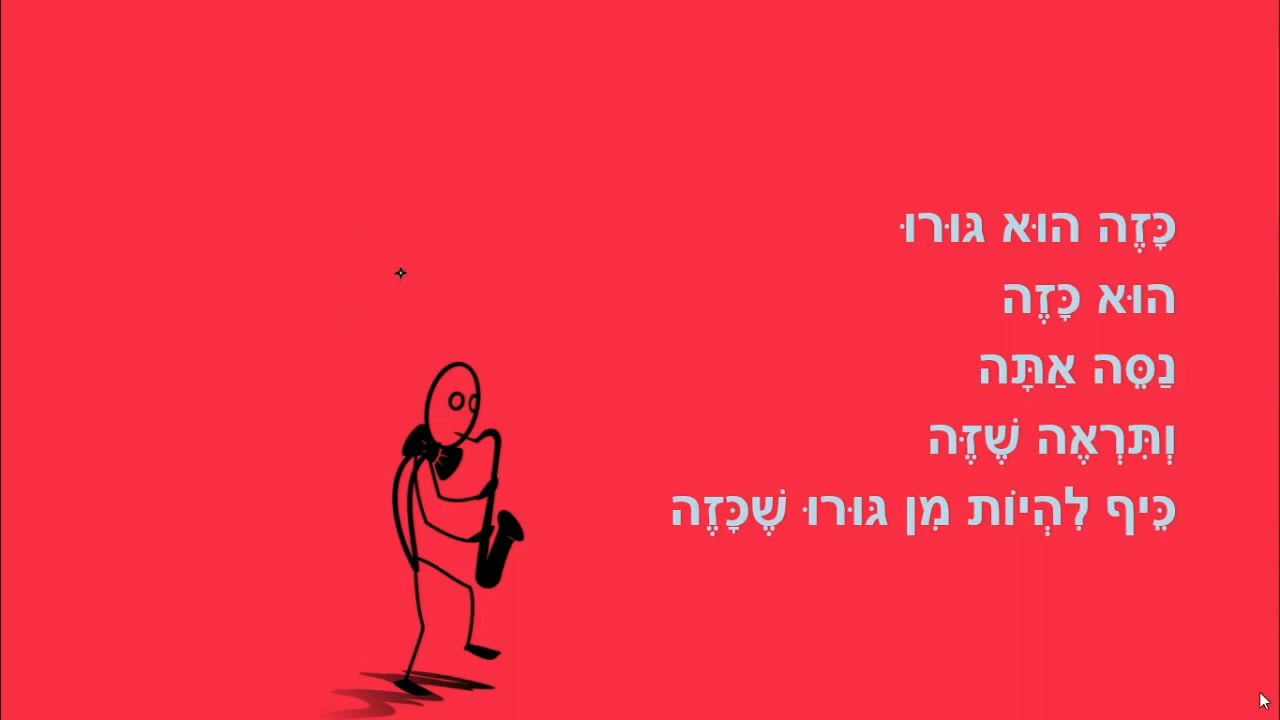 כָּזֶה הוּא גּוּרוּ
הוּא כָּזֶה
נַסֵּה אַתָּה
וְתִּרְאֶה שֶׁזֶּה
כֵּיף לִהְיוֹת מִן גּוּרוּ שֶׁכָּזֶה